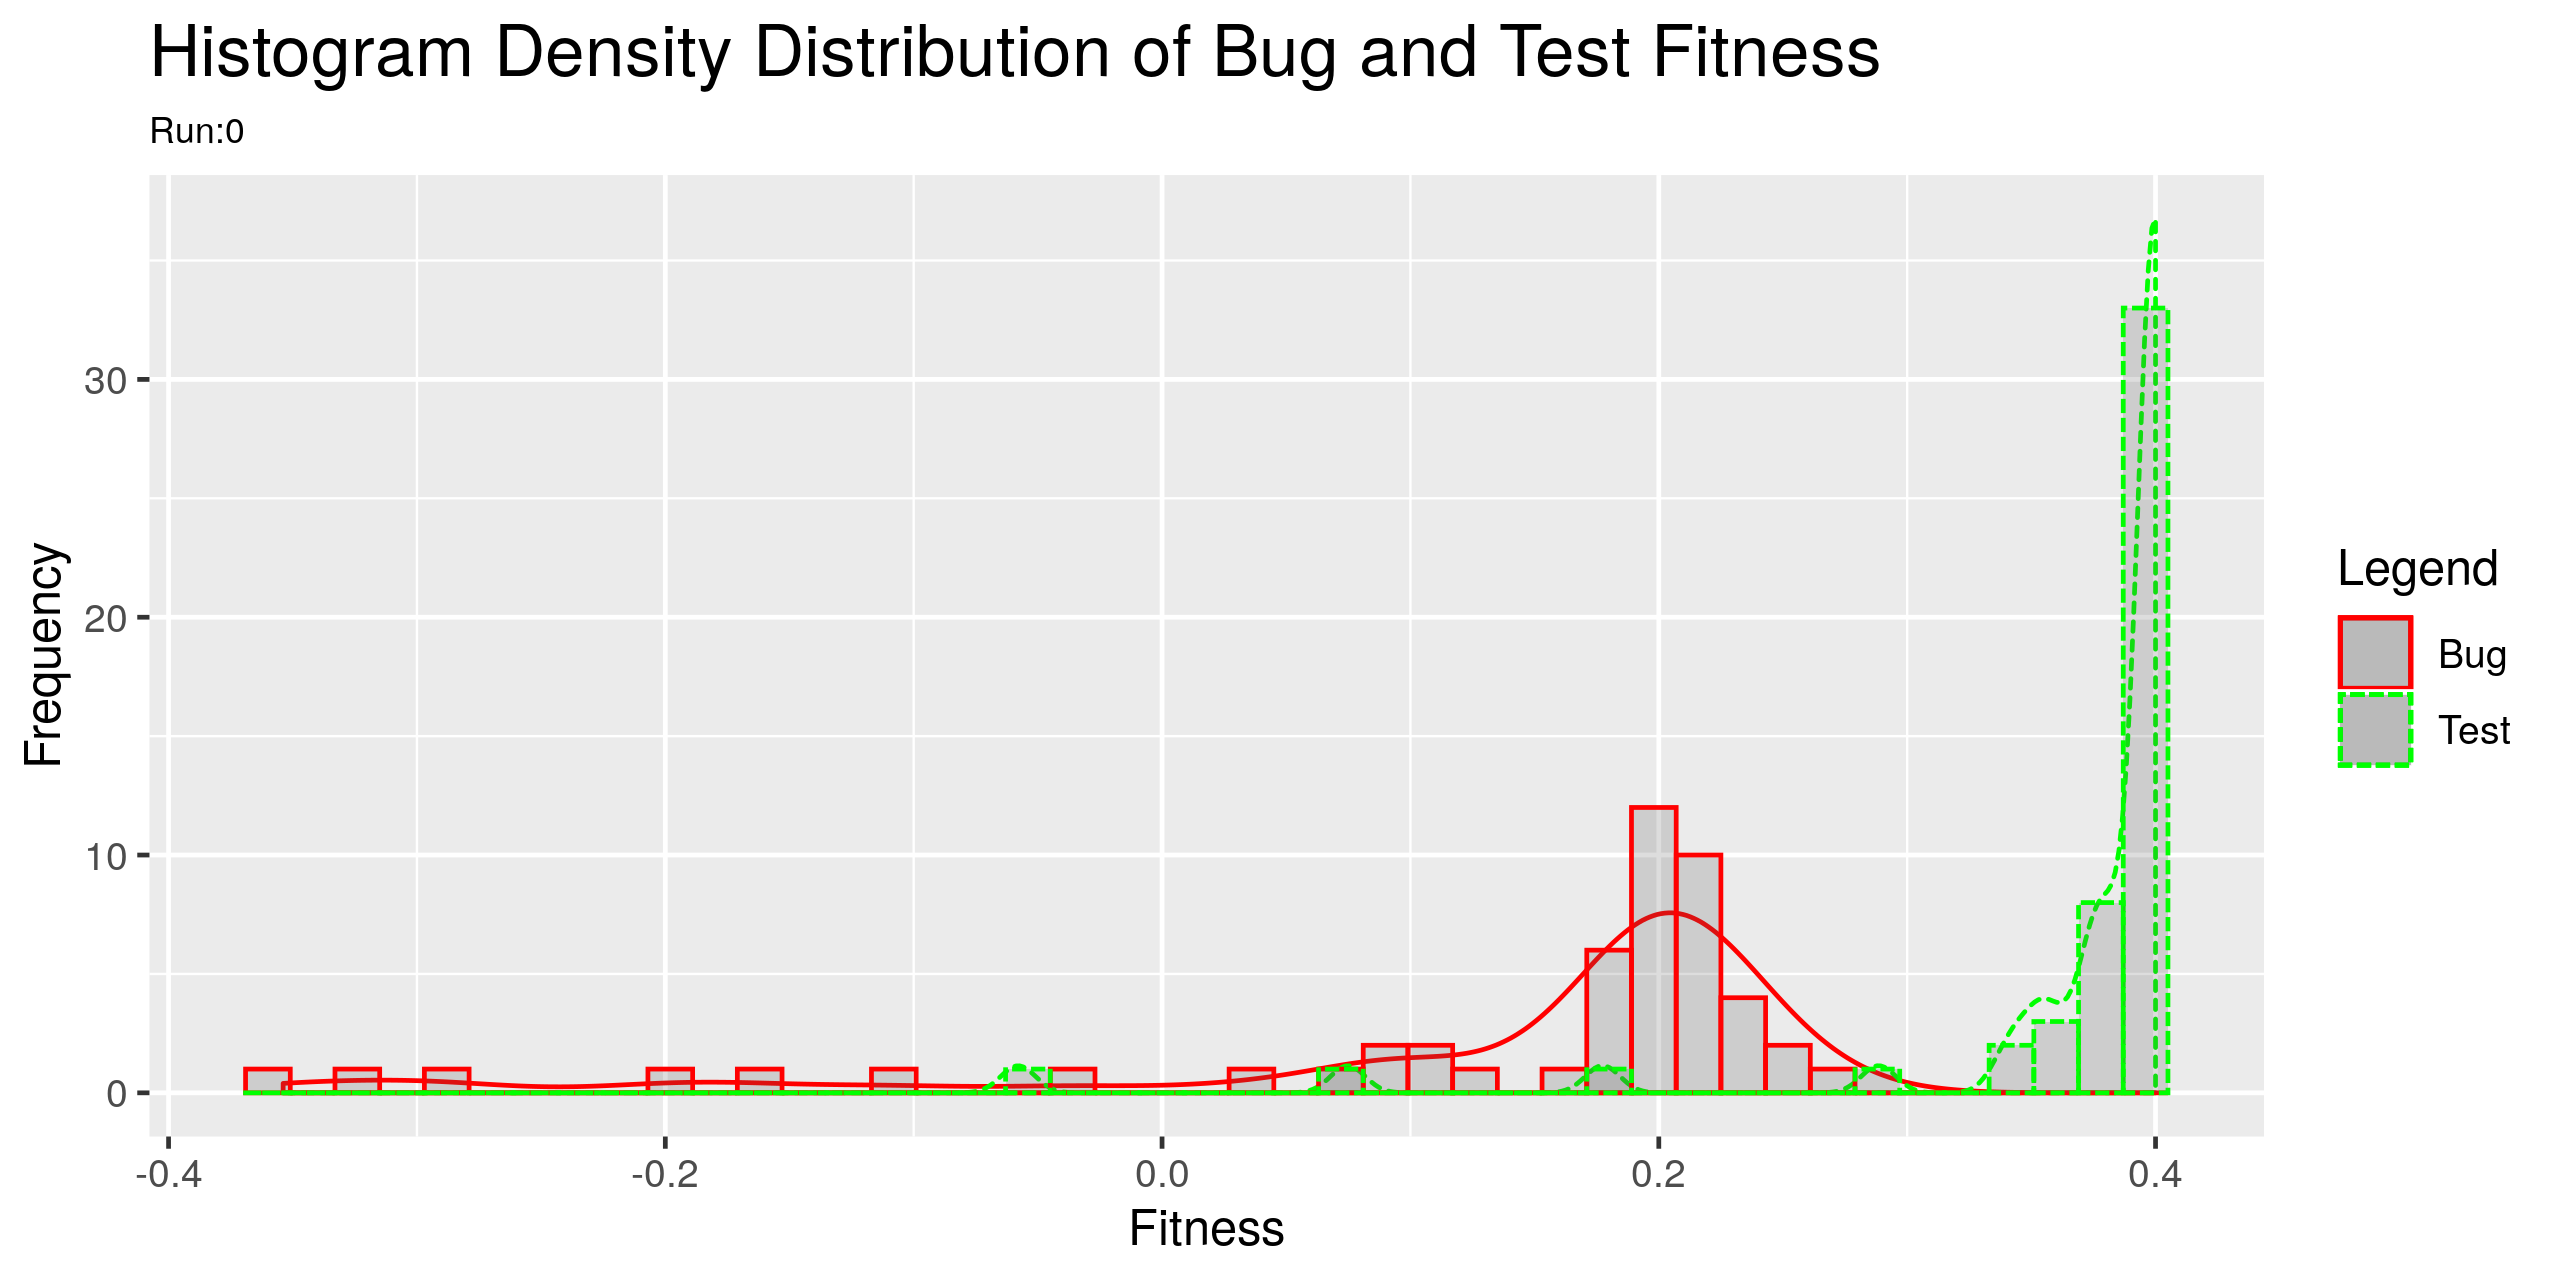 Histogram Density Distribution of Bug and Test Fitness
Run:0
Frequency
30
20
10
0
-0.4
-0.2
0.0
0.2
0.4
Fitness
Legend
Bug
Test